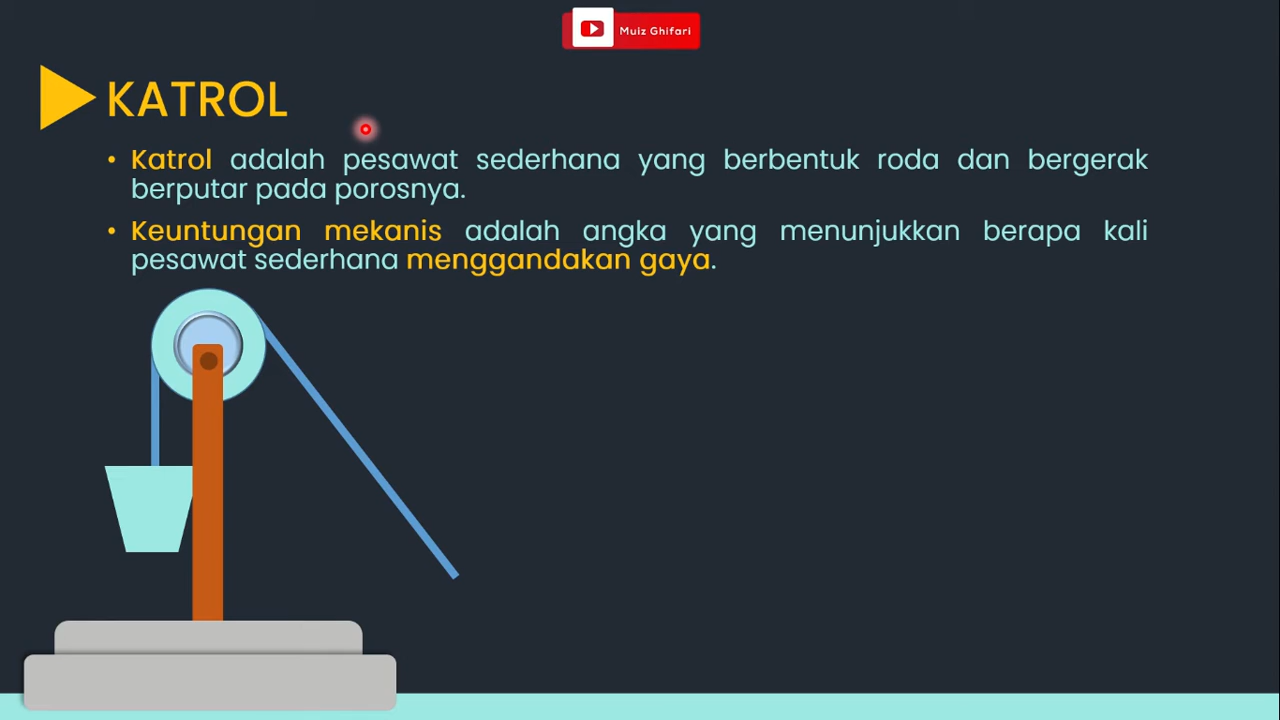 Muiz Ghifari
KATROL
• Katrol adalah pesawat sederhana yang berbentuk roda dan bergerak
berputar pada porosnya.
• Keuntungan mekanis adalah angka yang menunjukkan berapa kali
pesawat sederhana menggandakan gaya.